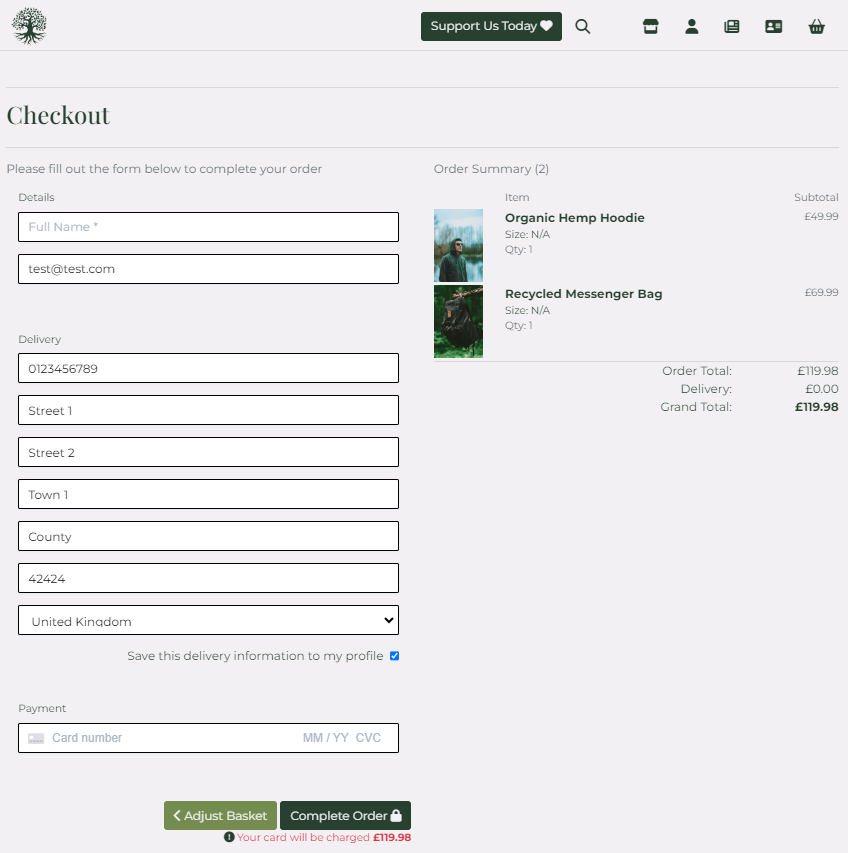 Support Us Today
Checkout
Please fill out the form below to complete your order
Details
Full Name *
test@test.com
Delivery
0123456789
Street 1
Street 2
Town 1
County
42424
United Kingdom
Save this delivery information to my profile
Payment
Card number MM / YY CVC
Adjust Basket Complete Order
Your card will be charged £119.98
Order Summary (2)
Item Subtotal
Organic Hemp Hoodie £49.99
Size: N/A
Qty: 1
Recycled Messenger Bag £69.99
Size: N/A
Qty: 1
Order Total: £119.98
Delivery: £0.00
Grand Total: £119.98